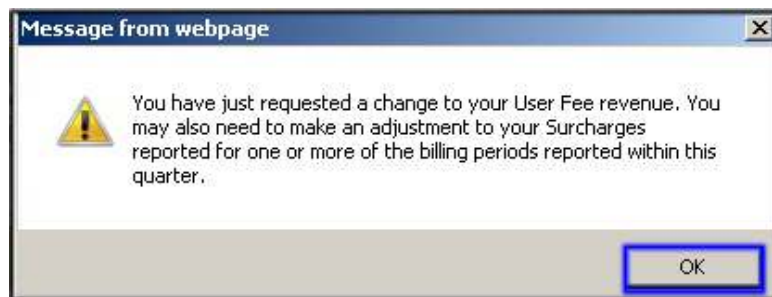 Message from webpage
You have just requested a change to your User Fee revenue. You
may also need to make an adjustment to your Surcharges
reported for one or more of the billing periods reported within this
quarter.
OK